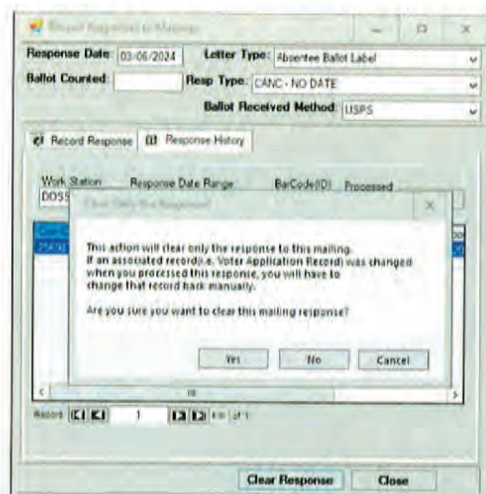 Record Responses to Mailings
Response Date: 03-06/2024 Letter Type: Absentee Ballot Label
Ballot Counted: Resp Type: CANC - NO DATE
Ballot Received Method: USPS
Record Response Response History
Work Station Response Date Range BarCode(ID) Processed
Clear Only the Response?
This action will clear only the response to this mailing.
If an associated record(i.e. Voter Application Record) was changed
when you processed this response, you will have to
change that record back manually.
Are you sure you want to clear this mailing response?
Yes No Cancel
Record 1 of 1
Clear Response Close